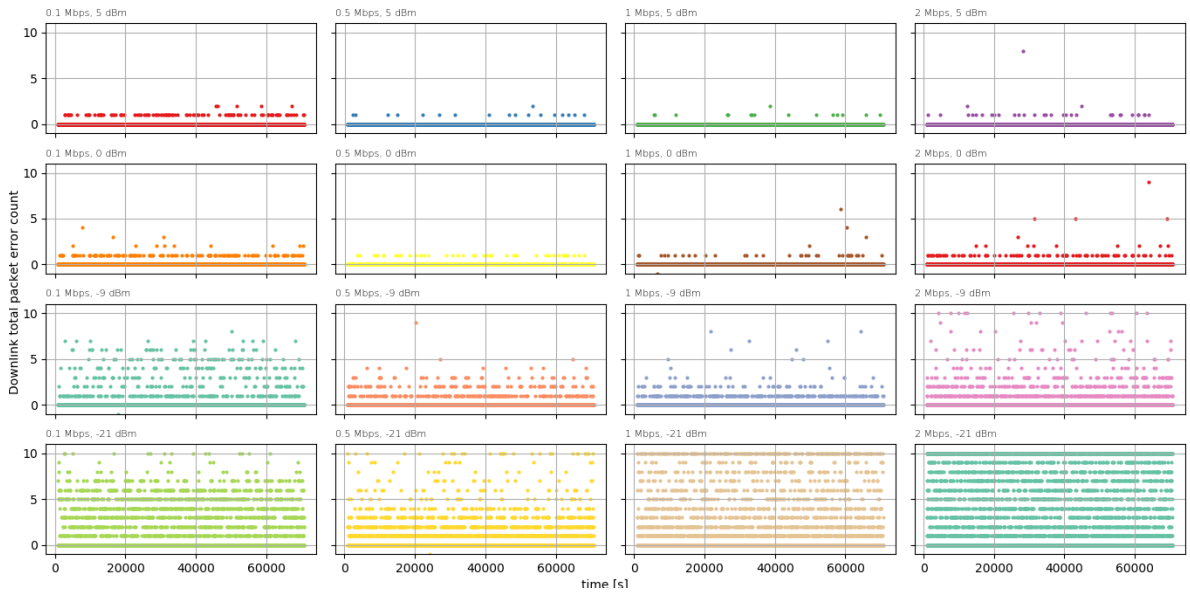 0.1 Mbps, 5 dBm 0.5 Mbps, 5 dBm 1 Mbps, 5 dBm 2 Mbps, 5 dBm
10
5
0
0.1 Mbps, 0 dBm 0.5 Mbps, 0 dBm 1 Mbps, 0 dBm 2 Mbps, 0 dBm
10
5
0
Downlink total packet error count
0.1 Mbps, -9 dBm 0.5 Mbps, -9 dBm 1 Mbps, -9 dBm 2 Mbps, -9 dBm
10
5
0
0.1 Mbps, -21 dBm 0.5 Mbps, -21 dBm 1 Mbps, -21 dBm 2 Mbps, -21 dBm
10
5
0
0 20000 40000 60000 0 20000 40000 60000 0 20000 40000 60000 0 20000 40000 60000
time [s]